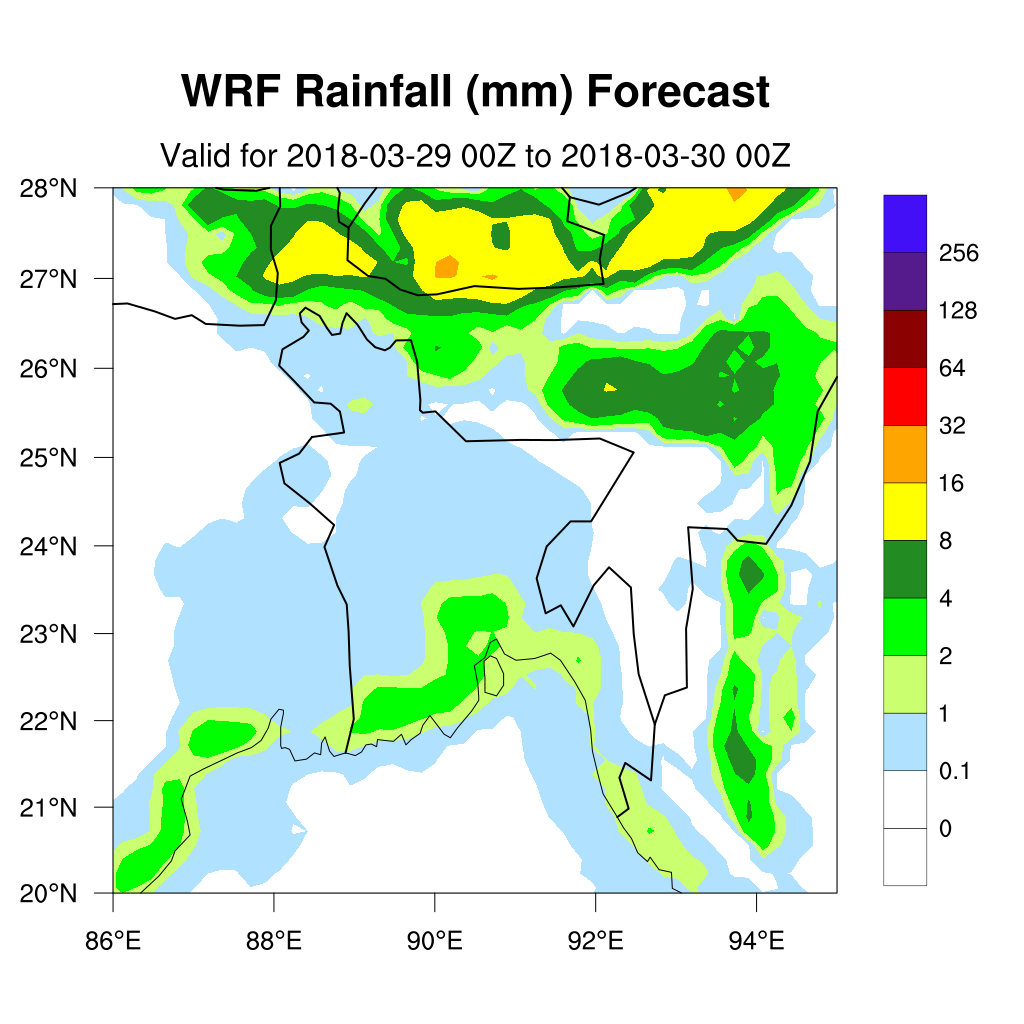 WRF Rainfall (mm) Forecast
Valid for 2018-03-29 00Z to 2018-03-30 00Z
28°N
27°N
26°N
25°N
24°N
23°N
22°N
21°N
20°N
86°E 88°E 90°E 92°E 94°E
256
128
64
32
16
8
4
2
1
0.1
0